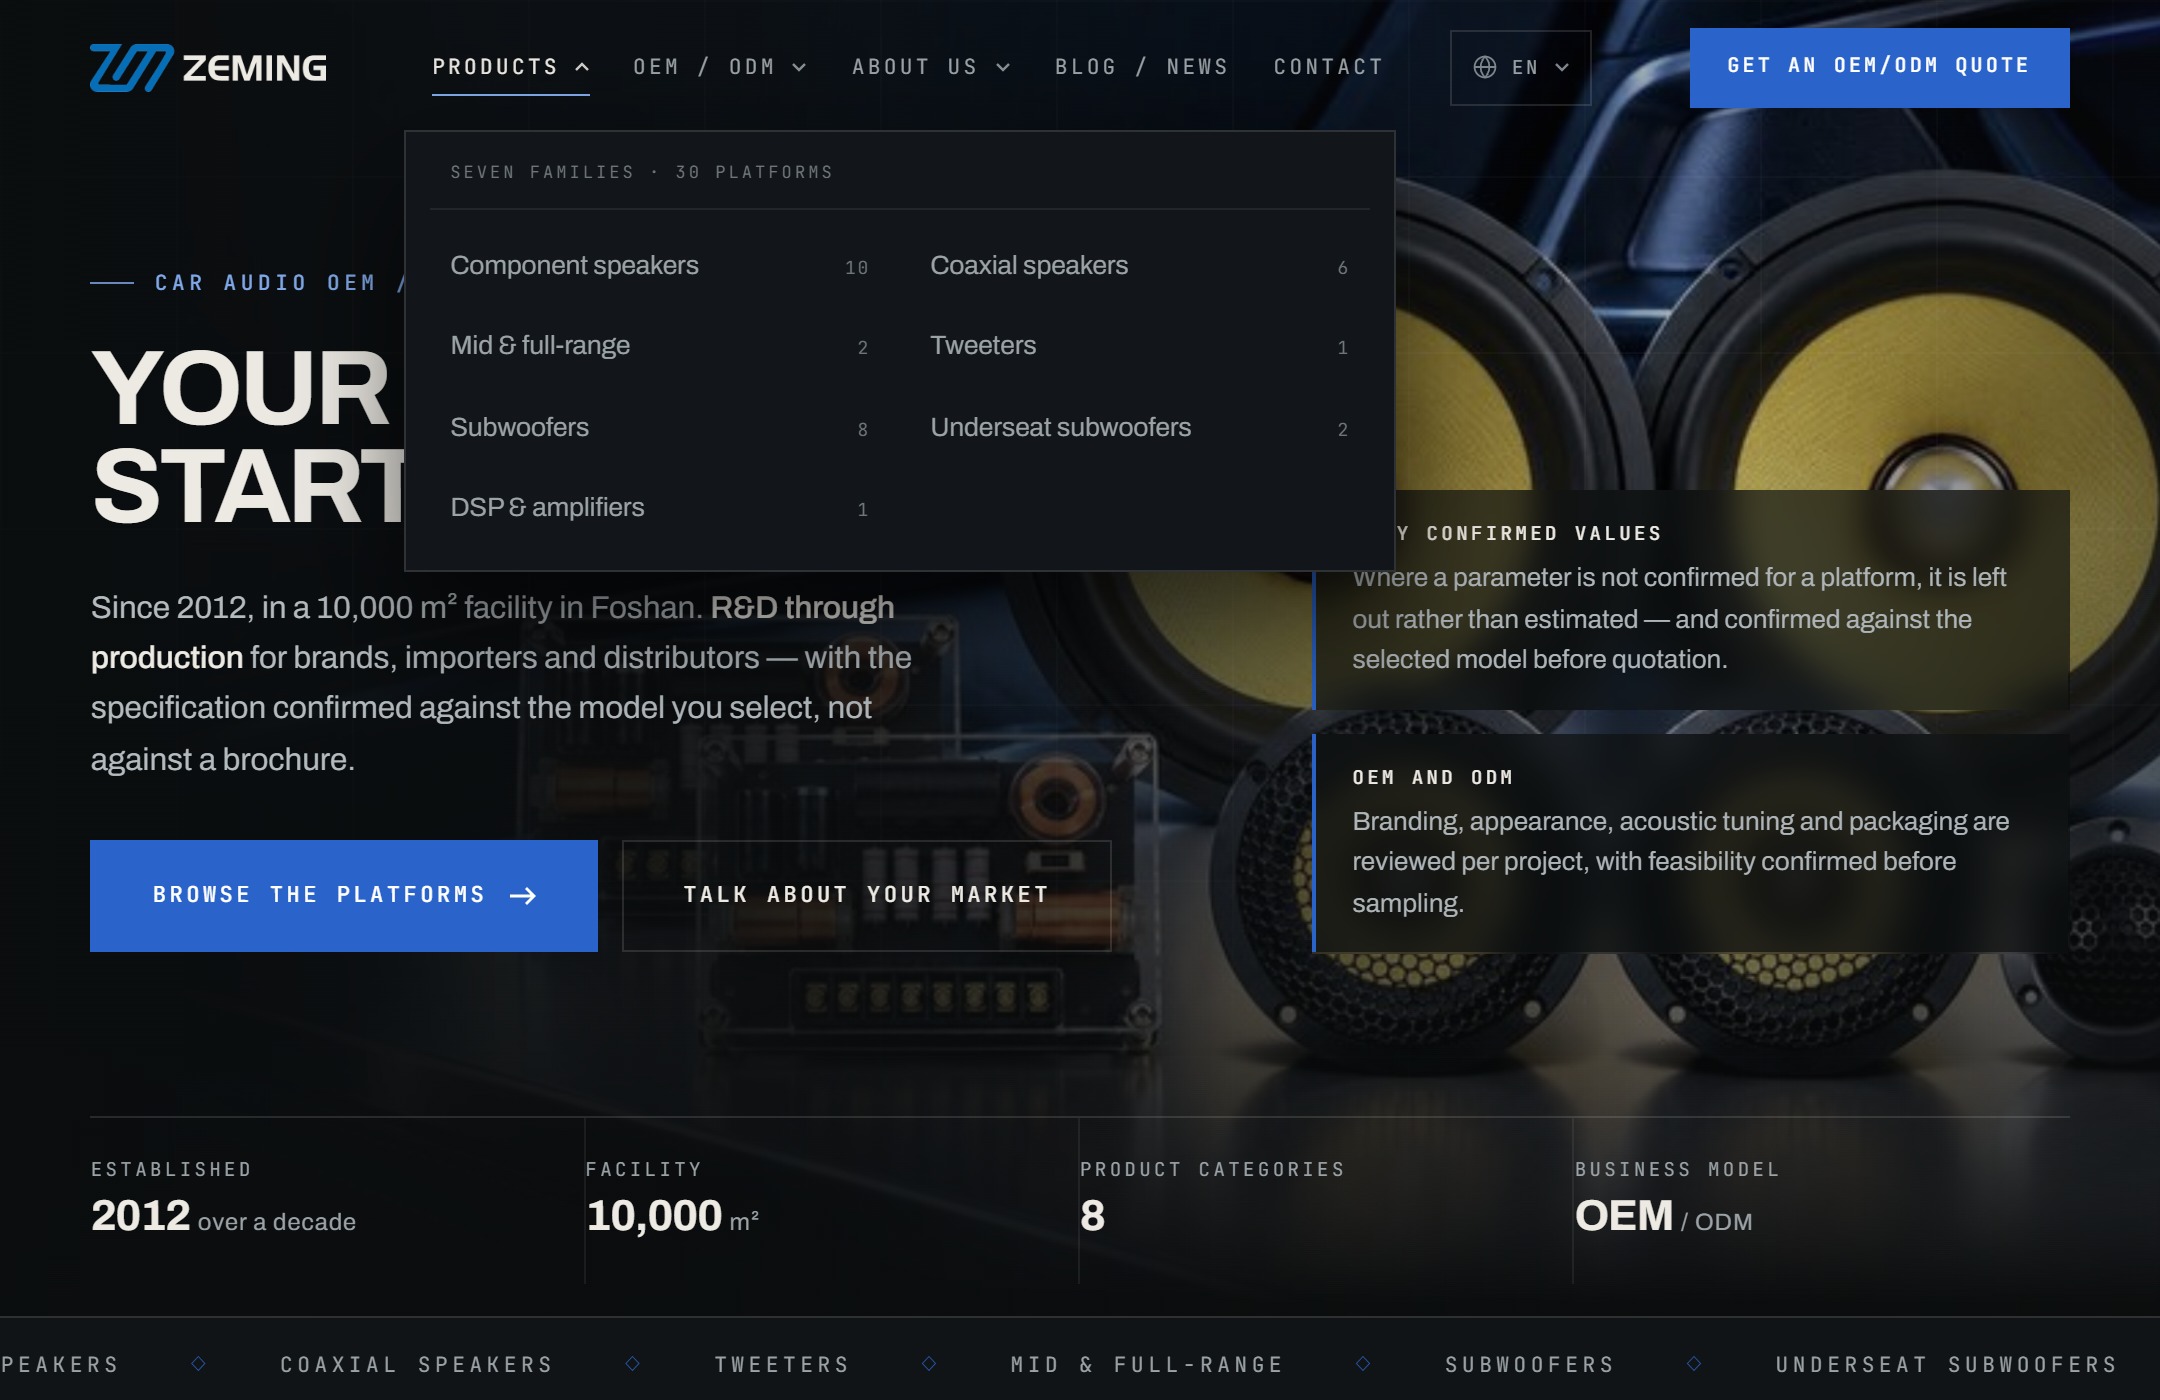 ZEMING
PRODUCTS
OEM / ODM
ABOUT US
BLOG / NEWS
CONTACT
EN
GET AN OEM/ODM QUOTE
SEVEN FAMILIES · 30 PLATFORMS
Component speakers 10
Coaxial speakers 6
Mid & full-range 2
Tweeters 1
Subwoofers 8
Underseat subwoofers 2
DSP & amplifiers 1
CAR AUDIO OEM /
YOUR
START
Since 2012, in a 10,000 m² facility in Foshan. R&D through
production for brands, importers and distributors — with the
specification confirmed against the model you select, not
against a brochure.
BROWSE THE PLATFORMS →
TALK ABOUT YOUR MARKET
Y CONFIRMED VALUES
Where a parameter is not confirmed for a platform, it is left
out rather than estimated — and confirmed against the
selected model before quotation.
OEM AND ODM
Branding, appearance, acoustic tuning and packaging are
reviewed per project, with feasibility confirmed before
sampling.
ESTABLISHED
2012 over a decade
FACILITY
10,000 m²
PRODUCT CATEGORIES
8
BUSINESS MODEL
OEM / ODM
PEAKERS ◇ COAXIAL SPEAKERS ◇ TWEETERS ◇ MID & FULL-RANGE ◇ SUBWOOFERS ◇ UNDERSEAT SUBWOOFERS